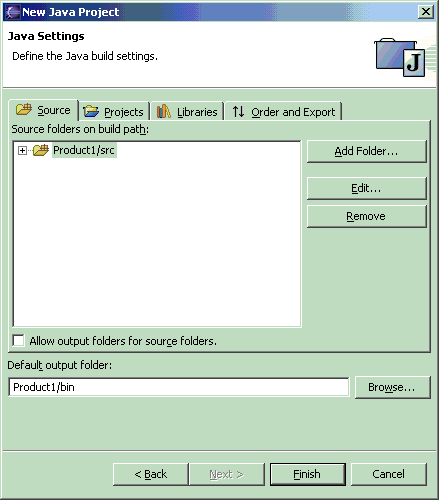 New Java Project
Java Settings
Define the Java build settings.
J
Source Projects Libraries Order and Export
Source folders on build path:
Product1/src
Add Folder...
Edit...
Remove
Allow output folders for source folders.
Default output folder:
Product1/bin
Browse...
< Back Next > Finish Cancel